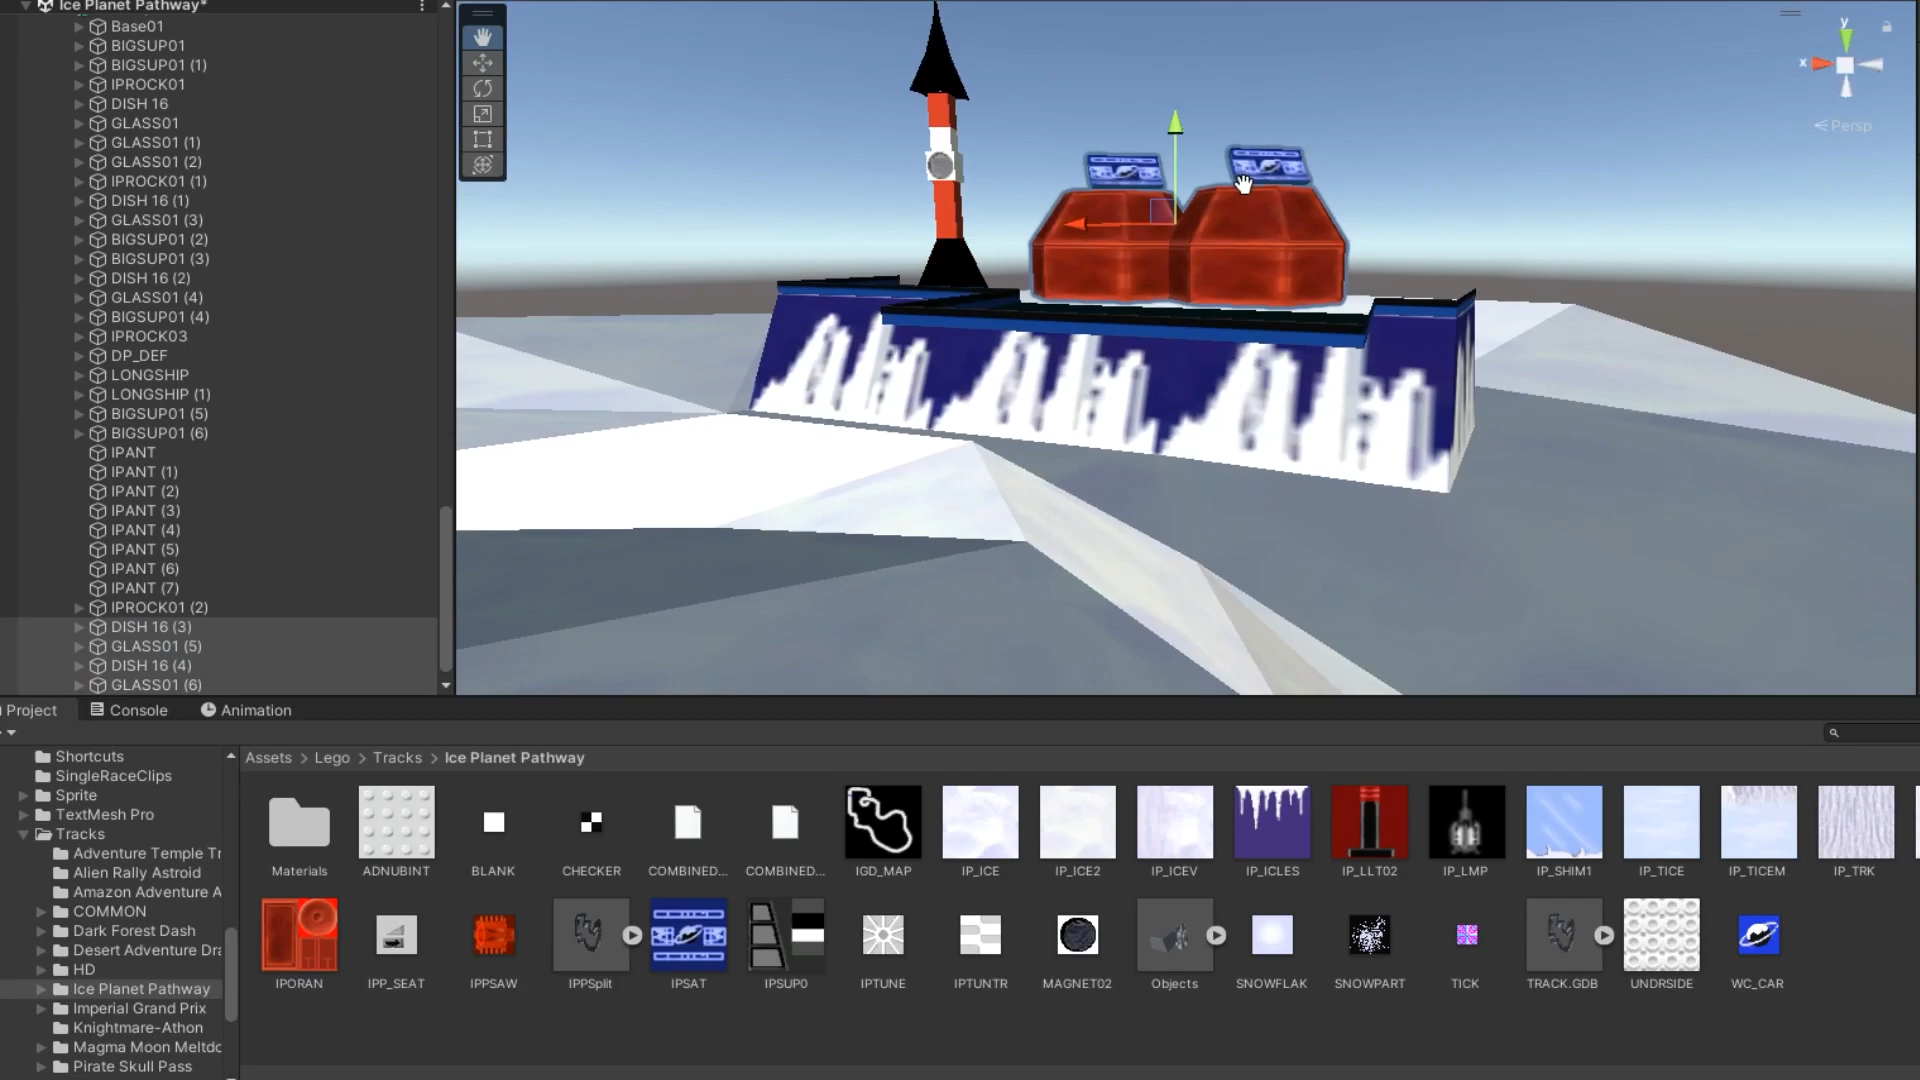 Ice Planet Pathway*
Base01
BIGSUP01
BIGSUP01 (1)
IPROCK01
DISH 16
GLASS01
GLASS01 (1)
GLASS01 (2)
IPROCK01 (1)
DISH 16 (1)
GLASS01 (3)
BIGSUP01 (2)
BIGSUP01 (3)
DISH 16 (2)
GLASS01 (4)
BIGSUP01 (4)
IPROCK03
DP_DEF
LONGSHIP
LONGSHIP (1)
BIGSUP01 (5)
BIGSUP01 (6)
IPANT
IPANT (1)
IPANT (2)
IPANT (3)
IPANT (4)
IPANT (5)
IPANT (6)
IPANT (7)
IPROCK01 (2)
DISH 16 (3)
GLASS01 (5)
DISH 16 (4)
GLASS01 (6)
y
x
< Persp
Project Console Animation
Shortcuts
SingleRaceClips
Sprite
TextMesh Pro
Tracks
Adventure Temple Tr
Alien Rally Astroid
Amazon Adventure A
COMMON
Dark Forest Dash
Desert Adventure Dra
HD
Ice Planet Pathway
Imperial Grand Prix
Knightmare-Athon
Magma Moon Meltdo
Pirate Skull Pass
Assets > Lego > Tracks > Ice Planet Pathway
Materials ADNUBINT BLANK CHECKER COMBINED... COMBINED... IGD_MAP IP_ICE IP_ICE2 IP_ICEV IP_ICLES IP_LLT02 IP_LMP IP_SHIM1 IP_TICE IP_TICEM IP_TRK
IPORAN IPP_SEAT IPPSAW IPPSplit IPSAT IPSUP0 IPTUNE IPTUNTR MAGNET02 Objects SNOWFLAK SNOWPART TICK TRACK.GDB UNDRSIDE WC_CAR